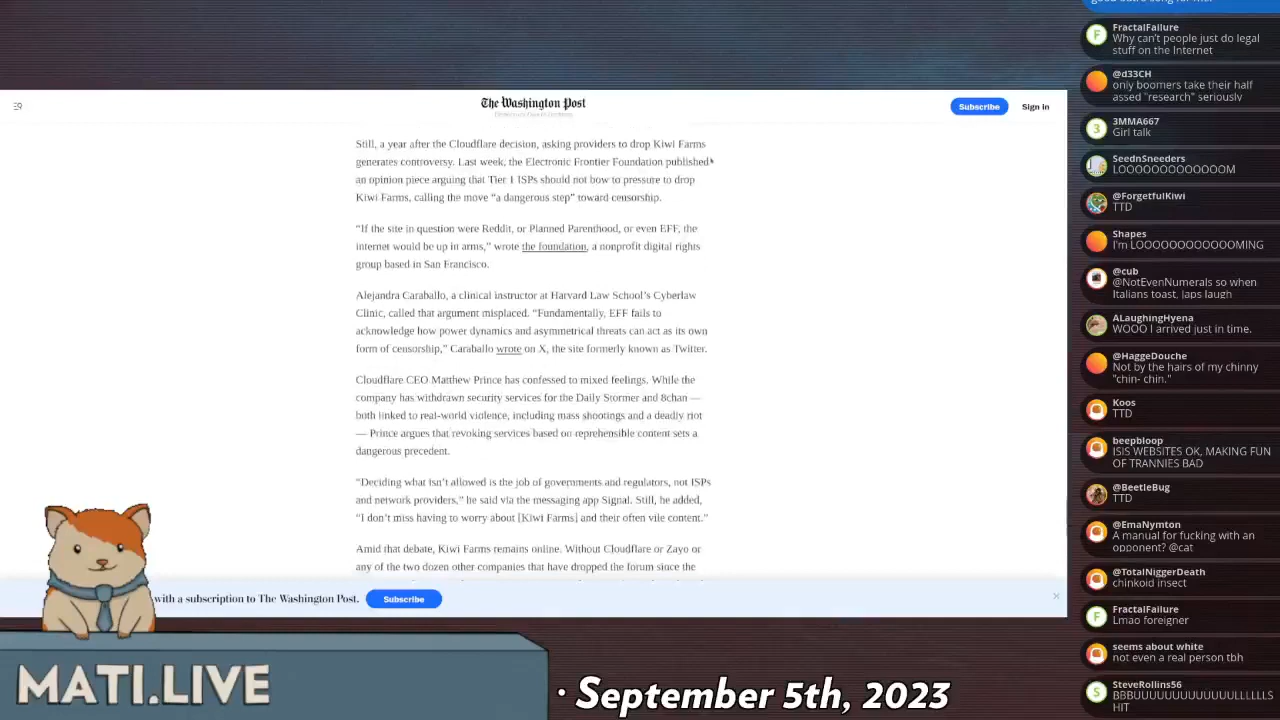 The Washington Post
Democracy Dies in Darkness
Subscribe
Sign in
Still, a year after the Cloudflare decision, asking providers to drop Kiwi Farms
generates controversy. Last week, the Electronic Frontier Foundation published
an opinion piece arguing that Tier 1 ISPs should not bow to pressure to drop
Kiwi Farms, calling the move “a dangerous step” toward censorship.
“If the site in question were Reddit, or Planned Parenthood, or even EFF, the
internet would be up in arms,” wrote the foundation, a nonprofit digital rights
group based in San Francisco.
Alejandra Caraballo, a clinical instructor at Harvard Law School’s Cyberlaw
Clinic, called that argument misplaced. “Fundamentally, EFF fails to
acknowledge how power dynamics and asymmetrical threats can act as its own
form of censorship,” Caraballo wrote on X, the site formerly known as Twitter.
Cloudflare CEO Matthew Prince has confessed to mixed feelings. While the
company has withdrawn security services for the Daily Stormer and 8chan —
both linked to real-world violence, including mass shootings and a deadly riot
— Prince argues that revoking services based on reprehensible content sets a
dangerous precedent.
“Deciding what isn’t allowed is the job of governments and regulators, not ISPs
and network providers,” he said via the messaging app Signal. Still, he added,
“I don’t miss having to worry about [Kiwi Farms] and their often vile content.”
Amid that debate, Kiwi Farms remains online. Without Cloudflare or Zayo or
any of the two dozen other companies that have dropped the forum since the
with a subscription to The Washington Post.
Subscribe
MATI.LIVE
· September 5th, 2023
FractalFailure
Why can't people just do legal
stuff on the Internet
@d33CH
only boomers take their half
assed "research" seriously
3MMA667
Girl talk
SeednSneeders
LOOOOOOOOOOOM
@ForgetfulKiwi
TTD
Shapes
I'm LOOOOOOOOOOOOMING
@cub
@NotEvenNumerals so when
Italians toast, Japs laugh
ALaughingHyena
WOOO I arrived just in time.
@HaggeDouche
Not by the hairs of my chinny
"chin- chin."
Koos
TTD
beepbloop
ISIS WEBSITES OK, MAKING FUN
OF TRANNIES BAD
@BeetleBug
TTD
@EmaNymton
A manual for fucking with an
opponent? @cat
@TotalNiggerDeath
chinkoid insect
FractalFailure
Lmao foreigner
seems about white
not even a real person tbh
SteveRollins56
BBBUUUUUUUUUUUUULLLLLLS
HIT